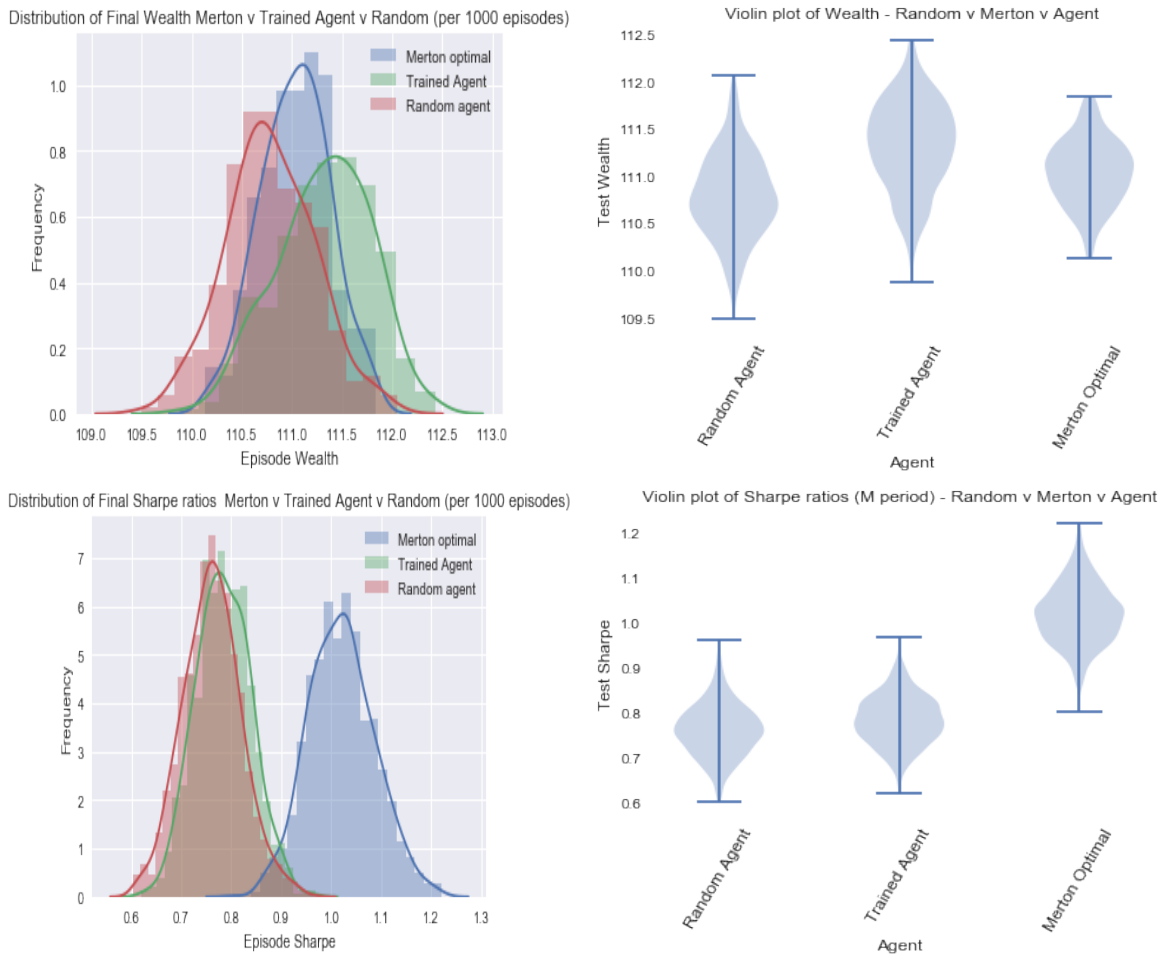 Distribution of Final Wealth Merton v Trained Agent v Random (per 1000 episodes)
Merton optimal
Trained Agent
Random agent
1.0
0.8
0.6
0.4
0.2
0.0
Frequency
109.0 109.5 110.0 110.5 111.0 111.5 112.0 112.5 113.0
Episode Wealth
Violin plot of Wealth - Random v Merton v Agent
112.5
112.0
111.5
111.0
110.5
110.0
109.5
Test Wealth
Random Agent
Trained Agent
Merton Optimal
Agent
Distribution of Final Sharpe ratios  Merton v Trained Agent v Random (per 1000 episodes)
Merton optimal
Trained Agent
Random agent
7
6
5
4
3
2
1
0
Frequency
0.6 0.7 0.8 0.9 1.0 1.1 1.2 1.3
Episode Sharpe
Violin plot of Sharpe ratios (M period) - Random v Merton v Agent
1.2
1.1
1.0
0.9
0.8
0.7
0.6
Test Sharpe
Random Agent
Trained Agent
Merton Optimal
Agent